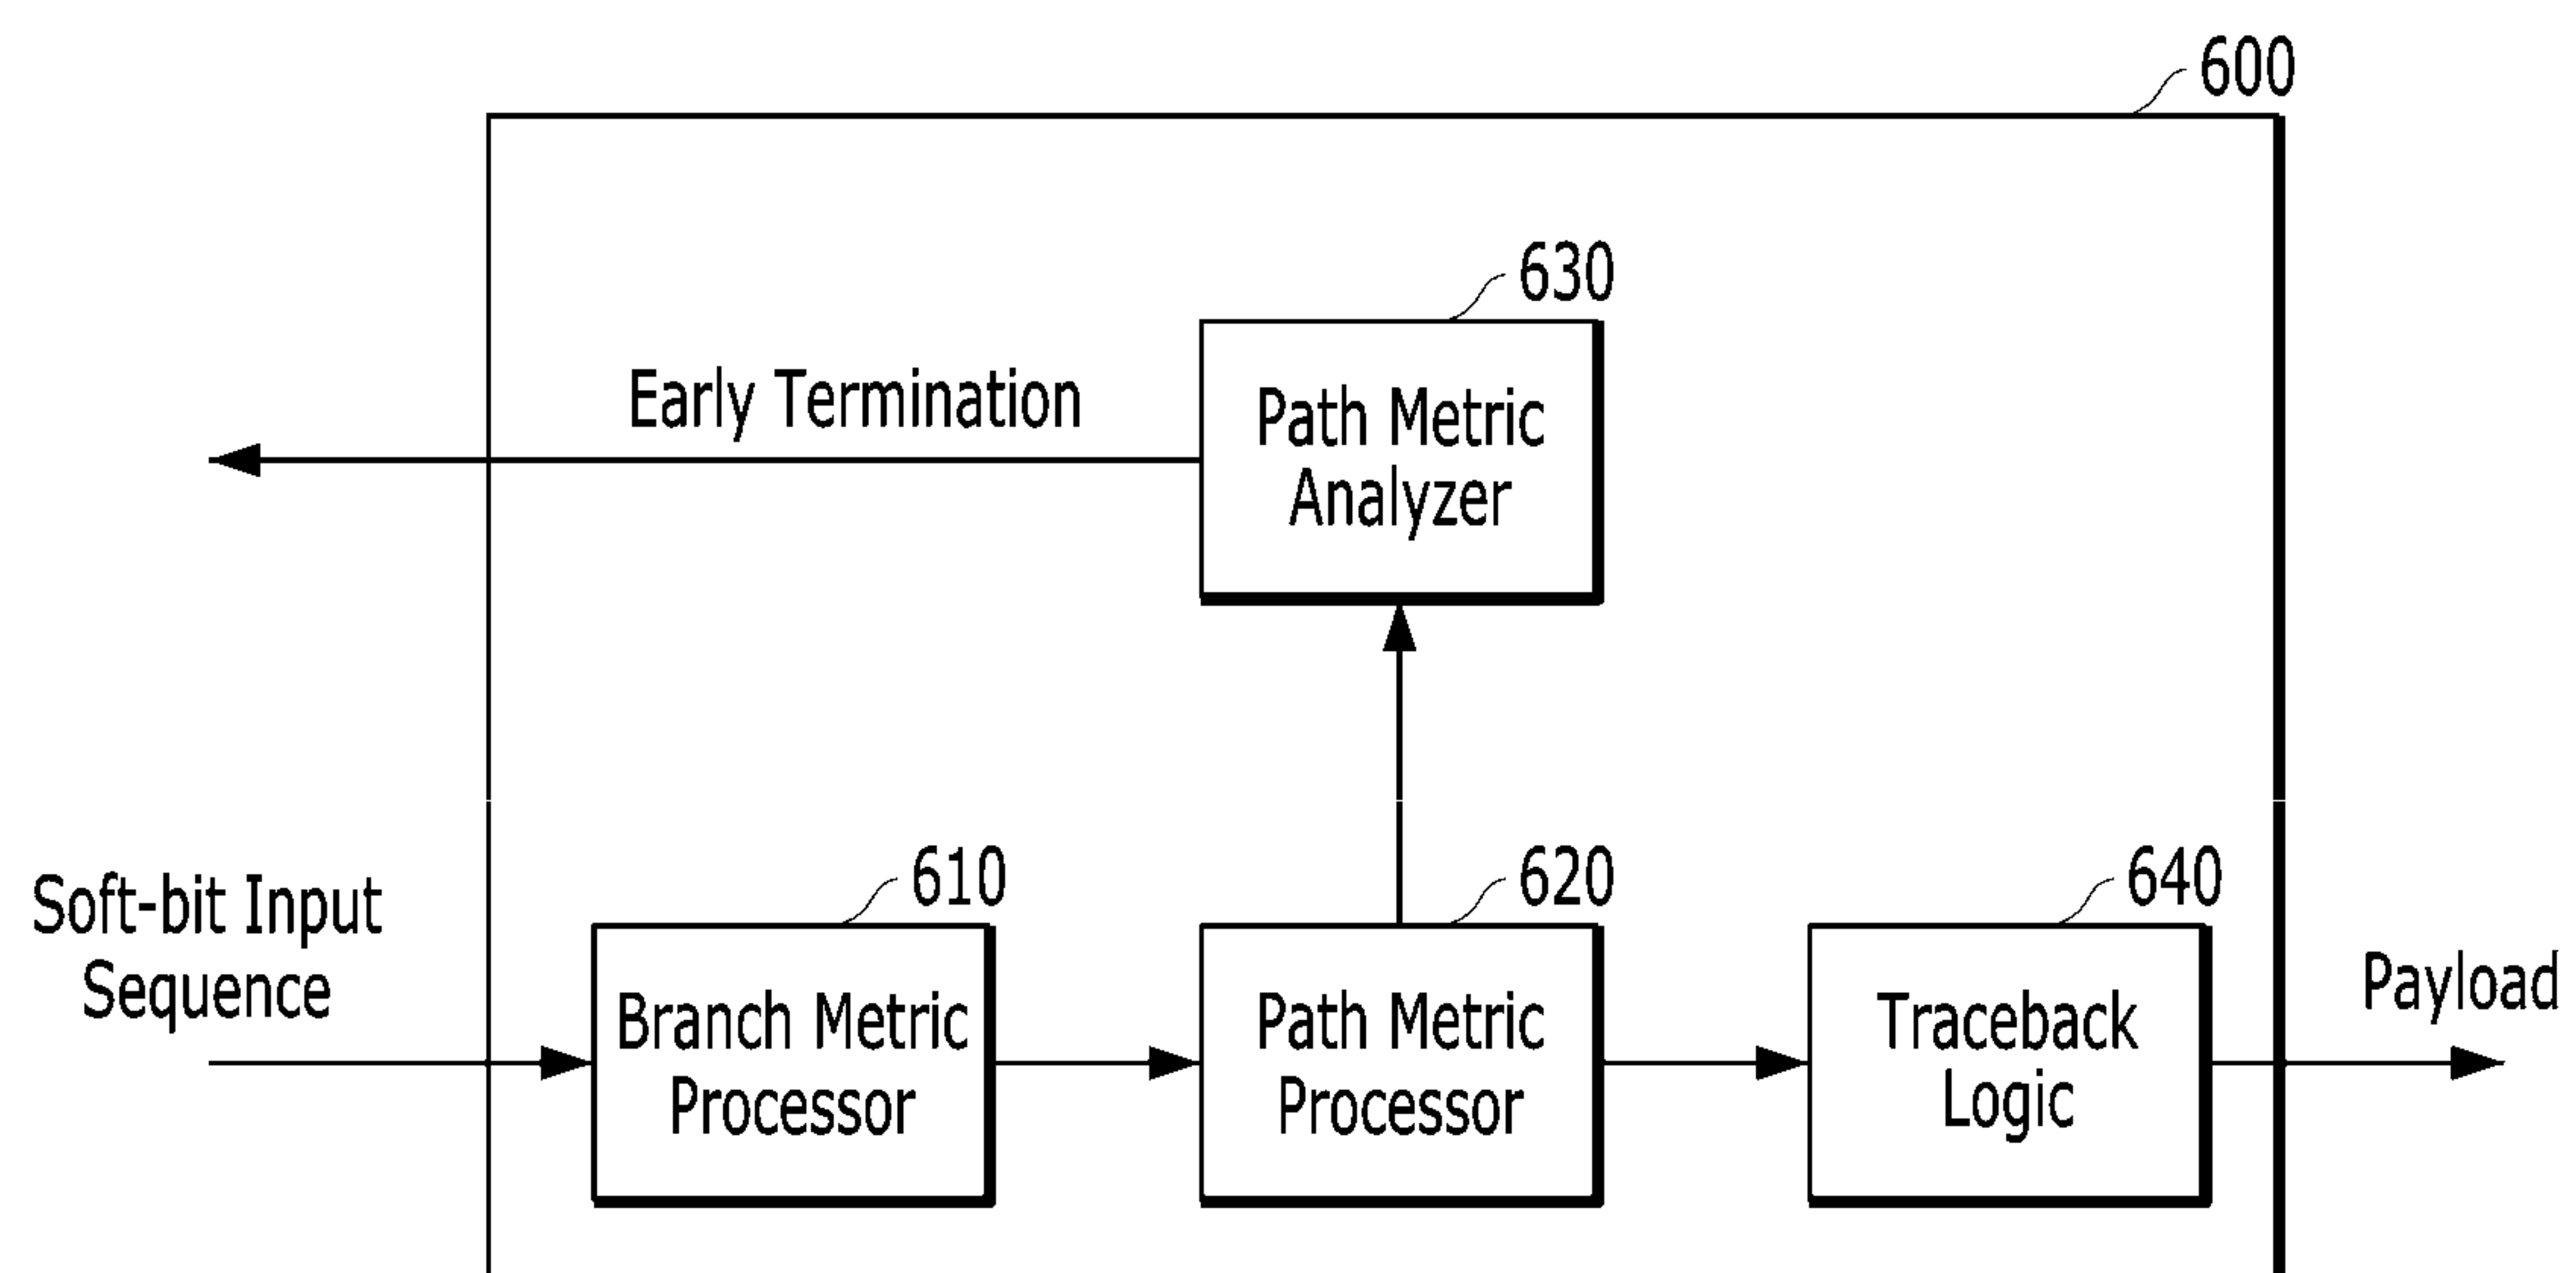 600
630
Early Termination
Path Metric
Analyzer
Soft-bit Input
Sequence
610
620
640
Branch Metric
Processor
Path Metric
Processor
Traceback
Logic
Payload